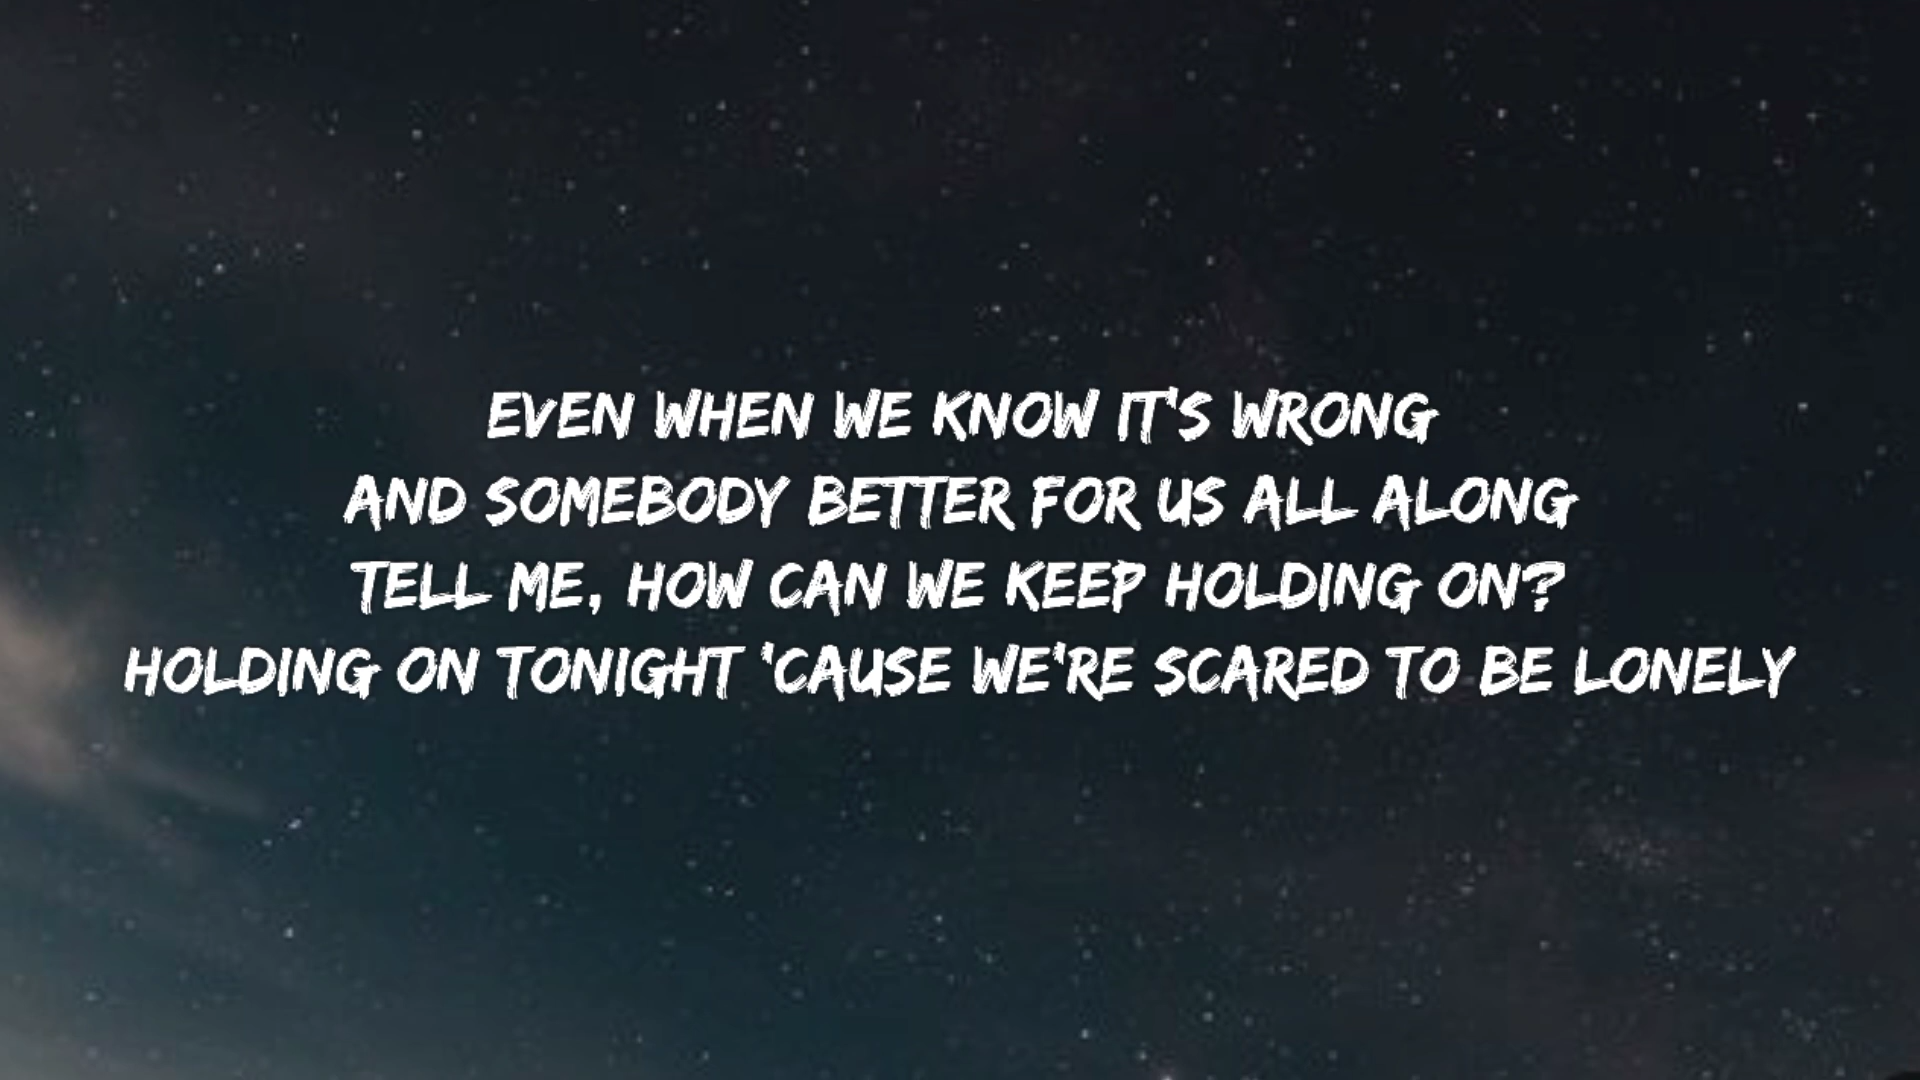 EVEN WHEN WE KNOW IT'S WRONG
AND SOMEBODY BETTER FOR US ALL ALONG
TELL ME, HOW CAN WE KEEP HOLDING ON?
HOLDING ON TONIGHT 'CAUSE WE'RE SCARED TO BE LONELY